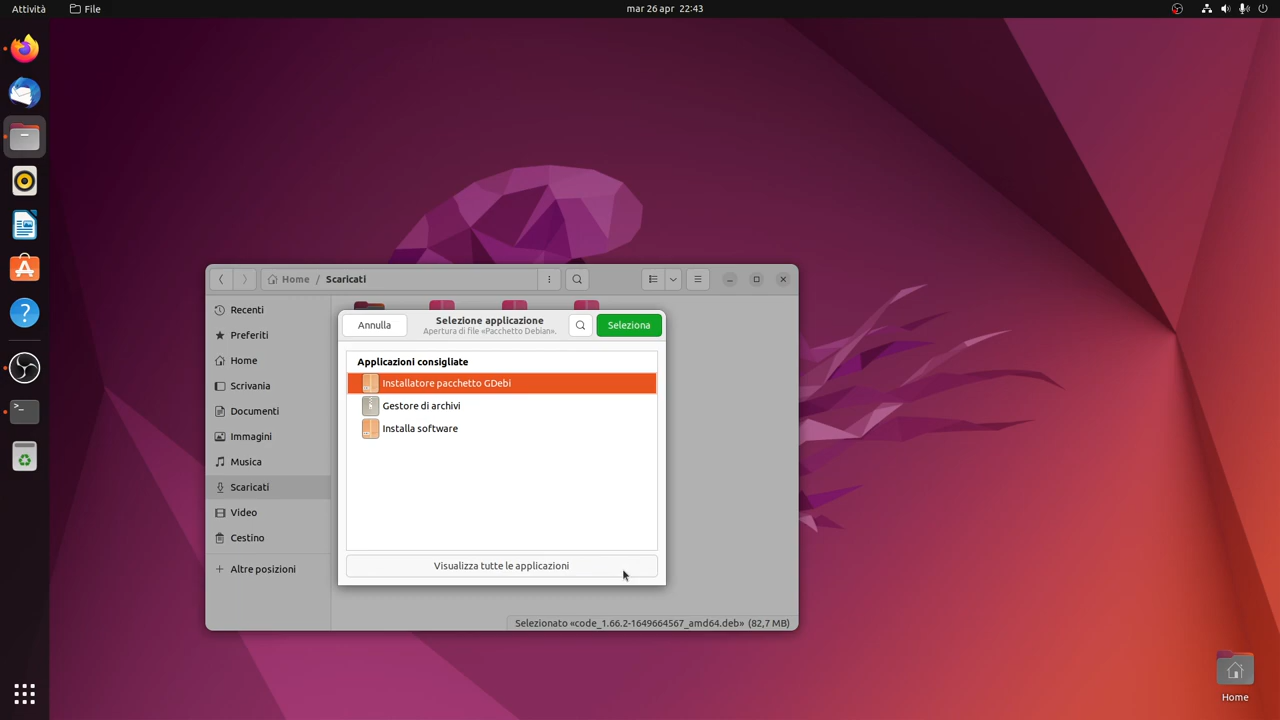 Attività
File
mar 26 apr 22:43
Home / Scaricati
Recenti
Preferiti
Home
Scrivania
Documenti
Immagini
Musica
Scaricati
Video
Cestino
+ Altre posizioni
Annulla
Selezione applicazione
Apertura di file «Pacchetto Debian».
Seleziona
Applicazioni consigliate
Installatore pacchetto GDebi
Gestore di archivi
Installa software
Visualizza tutte le applicazioni
Selezionato «code_1.66.2-1649664567_amd64.deb» (82,7 MB)
Home